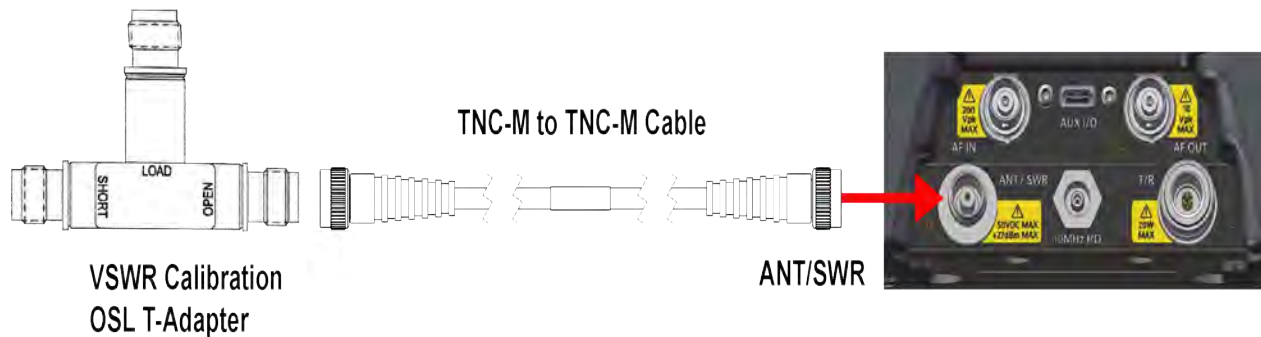 LOAD
SHORT
OPEN
VSWR Calibration
OSL T-Adapter
TNC-M to TNC-M Cable
ANT/SWR
200
Vpk
MAX
AF IN
AUX I/O
10
Vpk
MAX
AF OUT
ANT / SWR
50VDC MAX
+27dBm MAX
10MHz I/O
T/R
20W
MAX